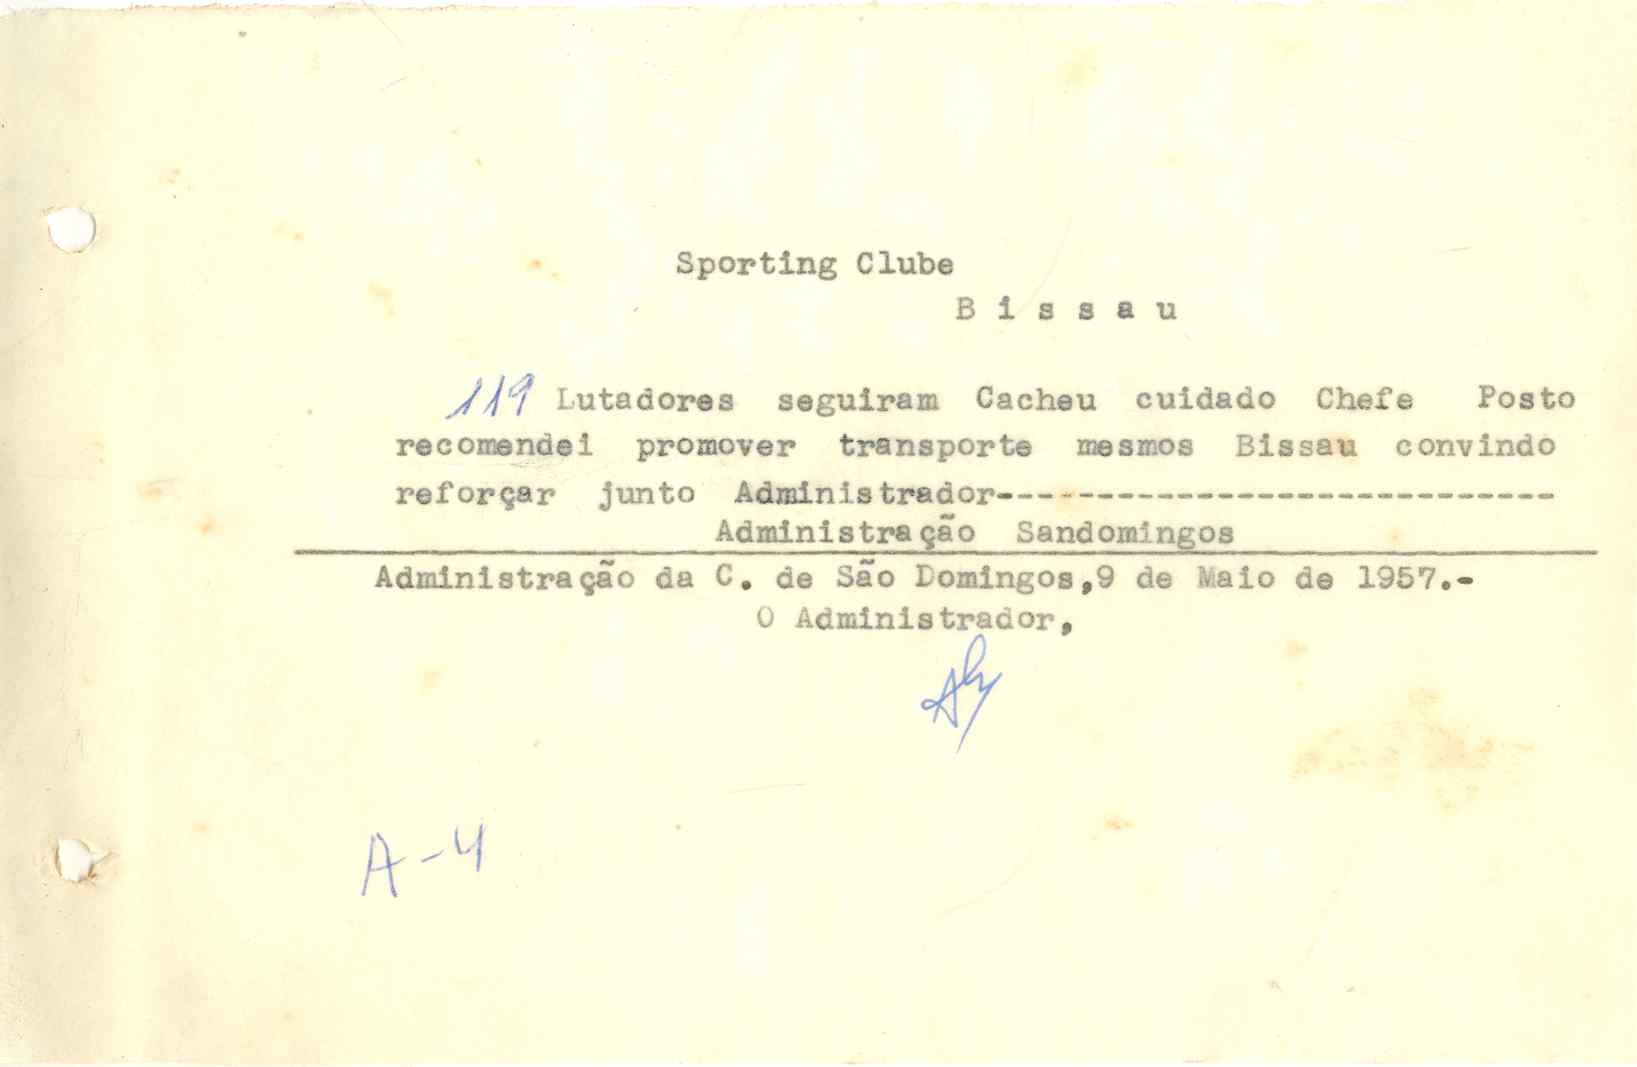 Sporting Clube
B i s s a u
119 Lutadores seguiram Cacheu cuidado Chefe Posto
recomendei promover transporte mesmos Bissau convindo
reforçar junto Administrador----------------------------
Administração Sandomingos
Administração da C. de São Domingos,9 de Maio de 1957.-
O Administrador,
A-4